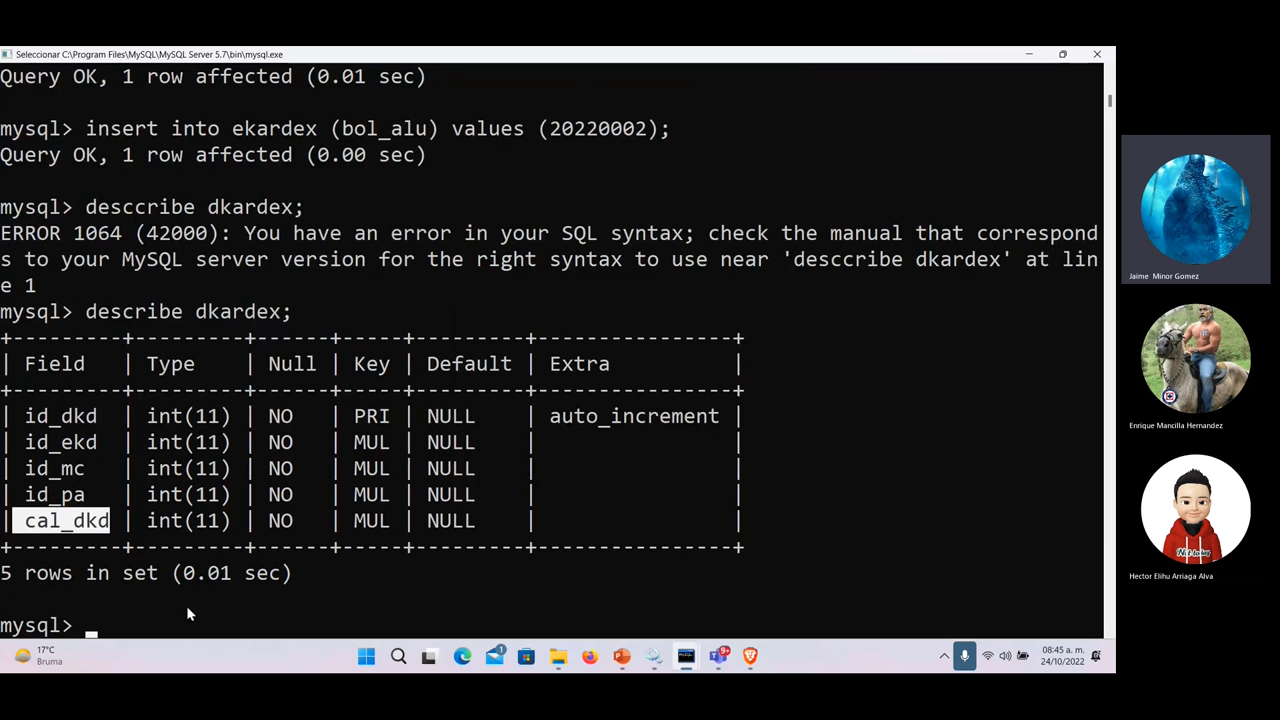 Seleccionar C:\Program Files\MySQL\MySQL Server 5.7\bin\mysql.exe
Query OK, 1 row affected (0.01 sec)
mysql> insert into ekardex (bol_alu) values (20220002);
Query OK, 1 row affected (0.00 sec)
mysql> desccribe dkardex;
ERROR 1064 (42000): You have an error in your SQL syntax; check the manual that correspond
s to your MySQL server version for the right syntax to use near 'desccribe dkardex' at lin
e 1
mysql> describe dkardex;
+---------+---------+------+-----+---------+----------------+
| Field | Type | Null | Key | Default | Extra |
+---------+---------+------+-----+---------+----------------+
| id_dkd | int(11) | NO | PRI | NULL | auto_increment |
| id_ekd | int(11) | NO | MUL | NULL | |
| id_mc | int(11) | NO | MUL | NULL | |
| id_pa | int(11) | NO | MUL | NULL | |
| cal_dkd | int(11) | NO | MUL | NULL | |
+---------+---------+------+-----+---------+----------------+
5 rows in set (0.01 sec)
mysql>
Jaime Minor Gomez
Enrique Mancilla Hernandez
Hector Elihu Arriaga Alva
17°C
Bruma
1
9+
08:45 a. m.
24/10/2022